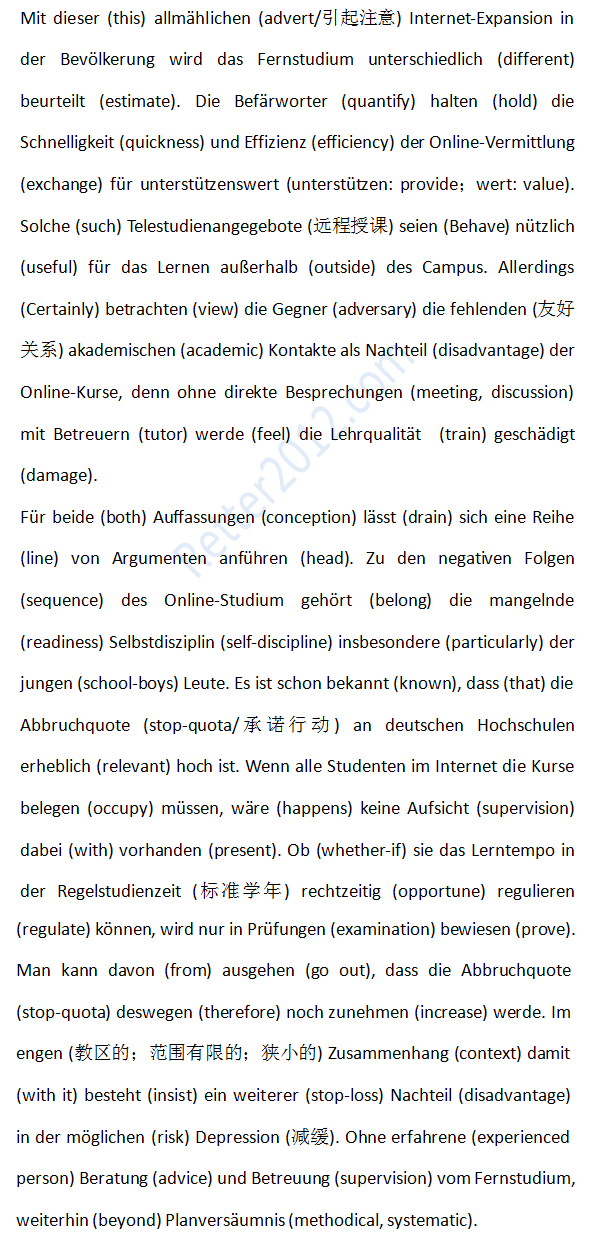 Mit dieser (this) allmählichen (advert/引起注意) Internet-Expansion in
der Bevölkerung wird das Fernstudium unterschiedlich (different)
beurteilt (estimate). Die Befärworter (quantify) halten (hold) die
Schnelligkeit (quickness) und Effizienz (efficiency) der Online-Vermittlung
(exchange) für unterstützenswert (unterstützen: provide；wert: value).
Solche (such) Telestudienangegebote (远程授课) seien (Behave) nützlich
(useful) für das Lernen außerhalb (outside) des Campus. Allerdings
(Certainly) betrachten (view) die Gegner (adversary) die fehlenden (友好
关系) akademischen (academic) Kontakte als Nachteil (disadvantage) der
Online-Kurse, denn ohne direkte Besprechungen (meeting, discussion)
mit Betreuern (tutor) werde (feel) die Lehrqualität (train) geschädigt
(damage).
Für beide (both) Auffassungen (conception) lässt (drain) sich eine Reihe
(line) von Argumenten anführen (head). Zu den negativen Folgen
(sequence) des Online-Studium gehört (belong) die mangelnde
(readiness) Selbstdisziplin (self-discipline) insbesondere (particularly) der
jungen (school-boys) Leute. Es ist schon bekannt (known), dass (that) die
Abbruchquote (stop-quota/承诺行动) an deutschen Hochschulen
erheblich (relevant) hoch ist. Wenn alle Studenten im Internet die Kurse
belegen (occupy) müssen, wäre (happens) keine Aufsicht (supervision)
dabei (with) vorhanden (present). Ob (whether-if) sie das Lerntempo in
der Regelstudienzeit (标准学年) rechtzeitig (opportune) regulieren
(regulate) können, wird nur in Prüfungen (examination) bewiesen (prove).
Man kann davon (from) ausgehen (go out), dass die Abbruchquote
(stop-quota) deswegen (therefore) noch zunehmen (increase) werde. Im
engen (教区的；范围有限的；狭小的) Zusammenhang (context) damit
(with it) besteht (insist) ein weiterer (stop-loss) Nachteil (disadvantage)
in der möglichen (risk) Depression (减缓). Ohne erfahrene (experienced
person) Beratung (advice) und Betreuung (supervision) vom Fernstudium,
weiterhin (beyond) Planversäumnis (methodical, systematic).
Retter2012.com